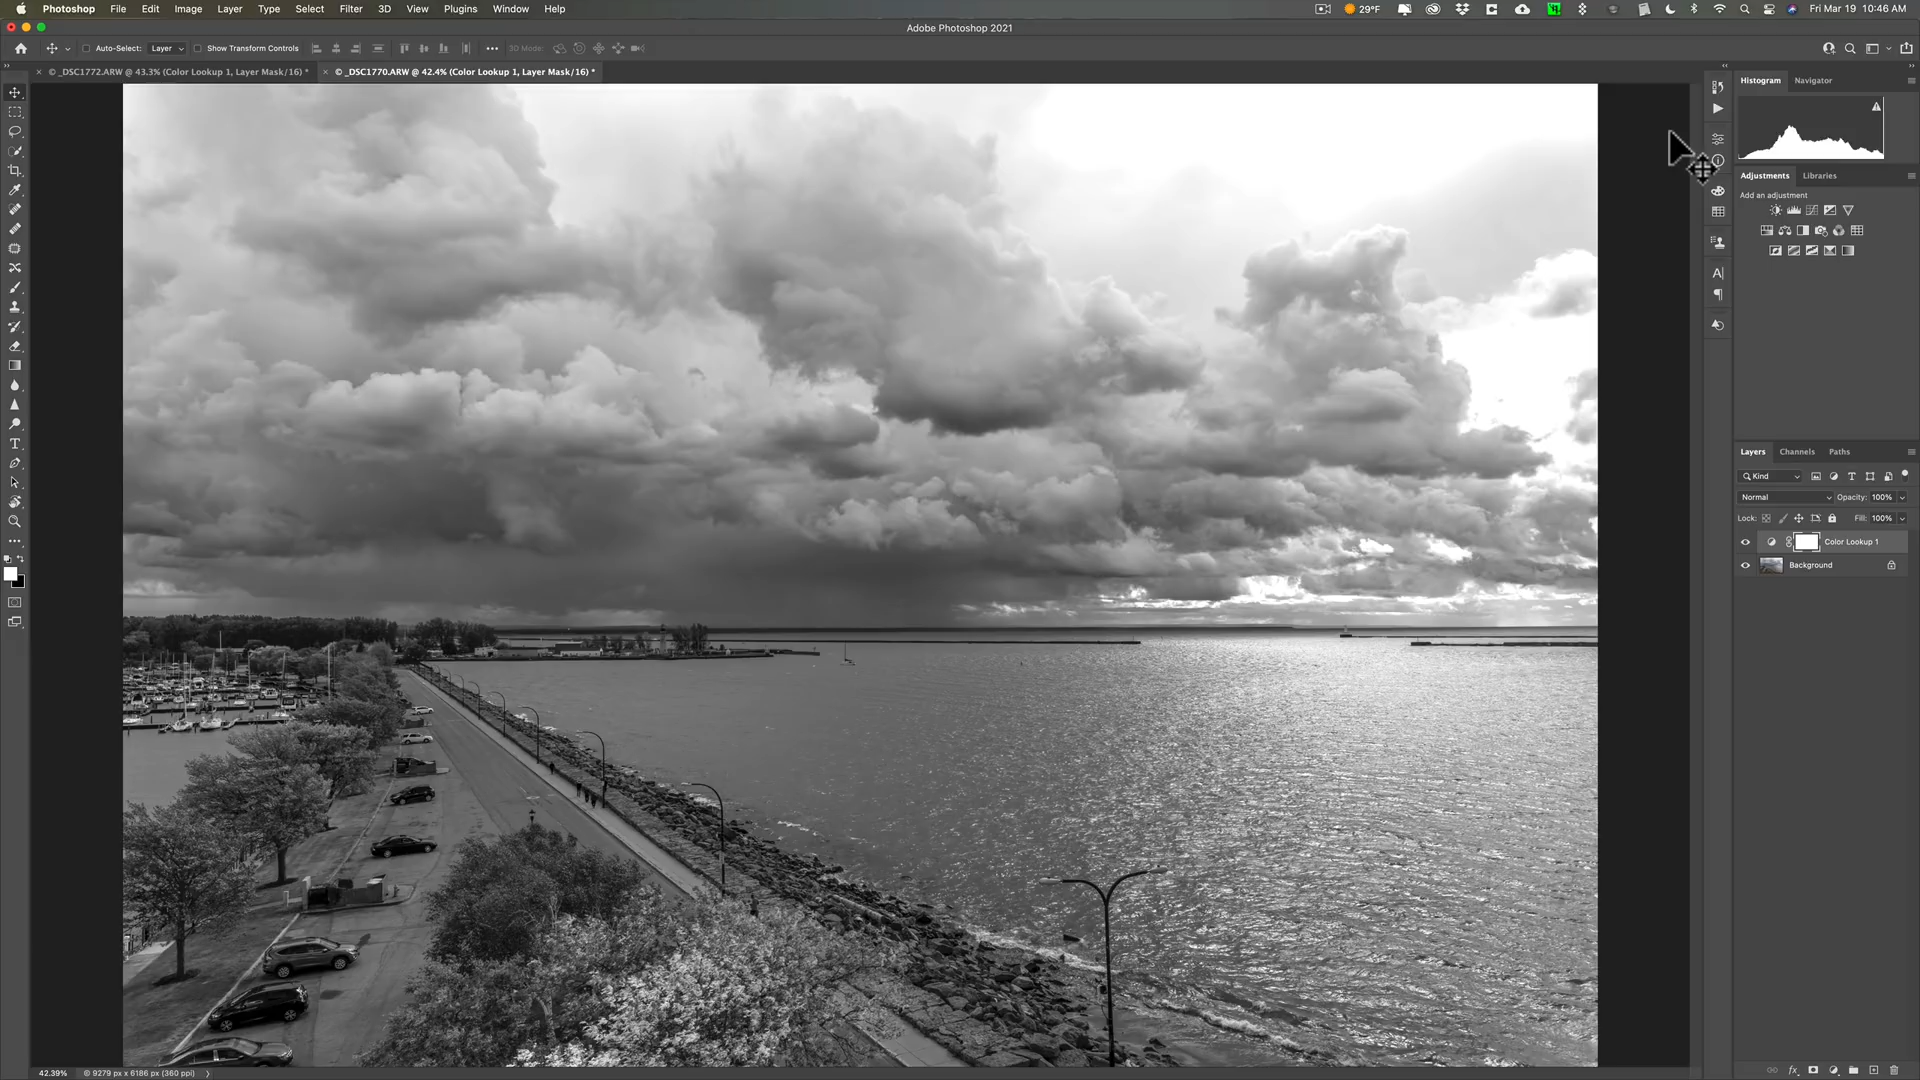 Photoshop File Edit Image Layer Type Select Filter 3D View Plugins Window Help 29°F Fri Mar 19 10:46 AM
Adobe Photoshop 2021
Auto-Select: Layer Show Transform Controls 3D Mode:
© _DSC1772.ARW @ 43.3% (Color Lookup 1, Layer Mask/16) * © _DSC1770.ARW @ 42.4% (Color Lookup 1, Layer Mask/16) *
Histogram Navigator
Adjustments Libraries
Add an adjustment
Layers Channels Paths
Kind
Normal Opacity: 100%
Lock: Fill: 100%
Color Lookup 1
Background
42.39% © 9279 px x 6186 px (360 ppi)